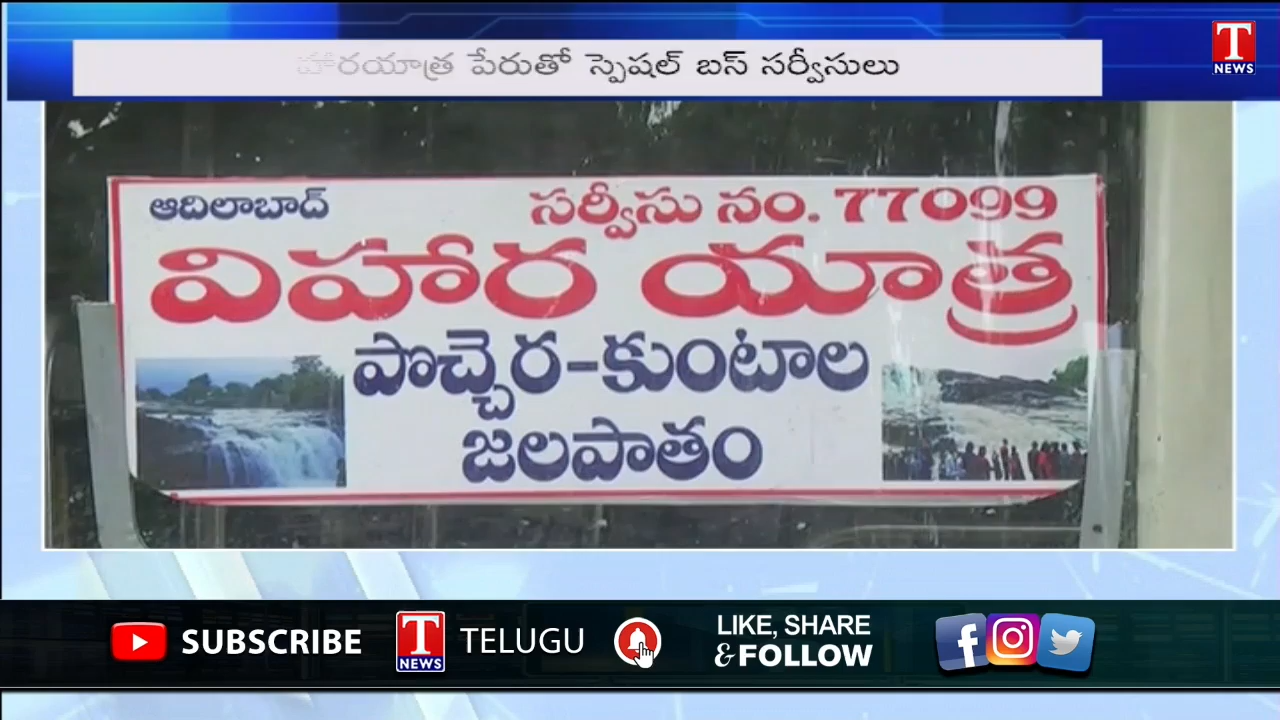 హారయాత్ర పేరుతో స్పెషల్ బస్ సర్వీసులు
T
NEWS
ఆదిలాబాద్ సర్వీసు నం. 77099
విహార యాత్ర
పొచ్చెర-కుంటాల
జలపాతం
SUBSCRIBE T NEWS TELUGU LIKE, SHARE & FOLLOW